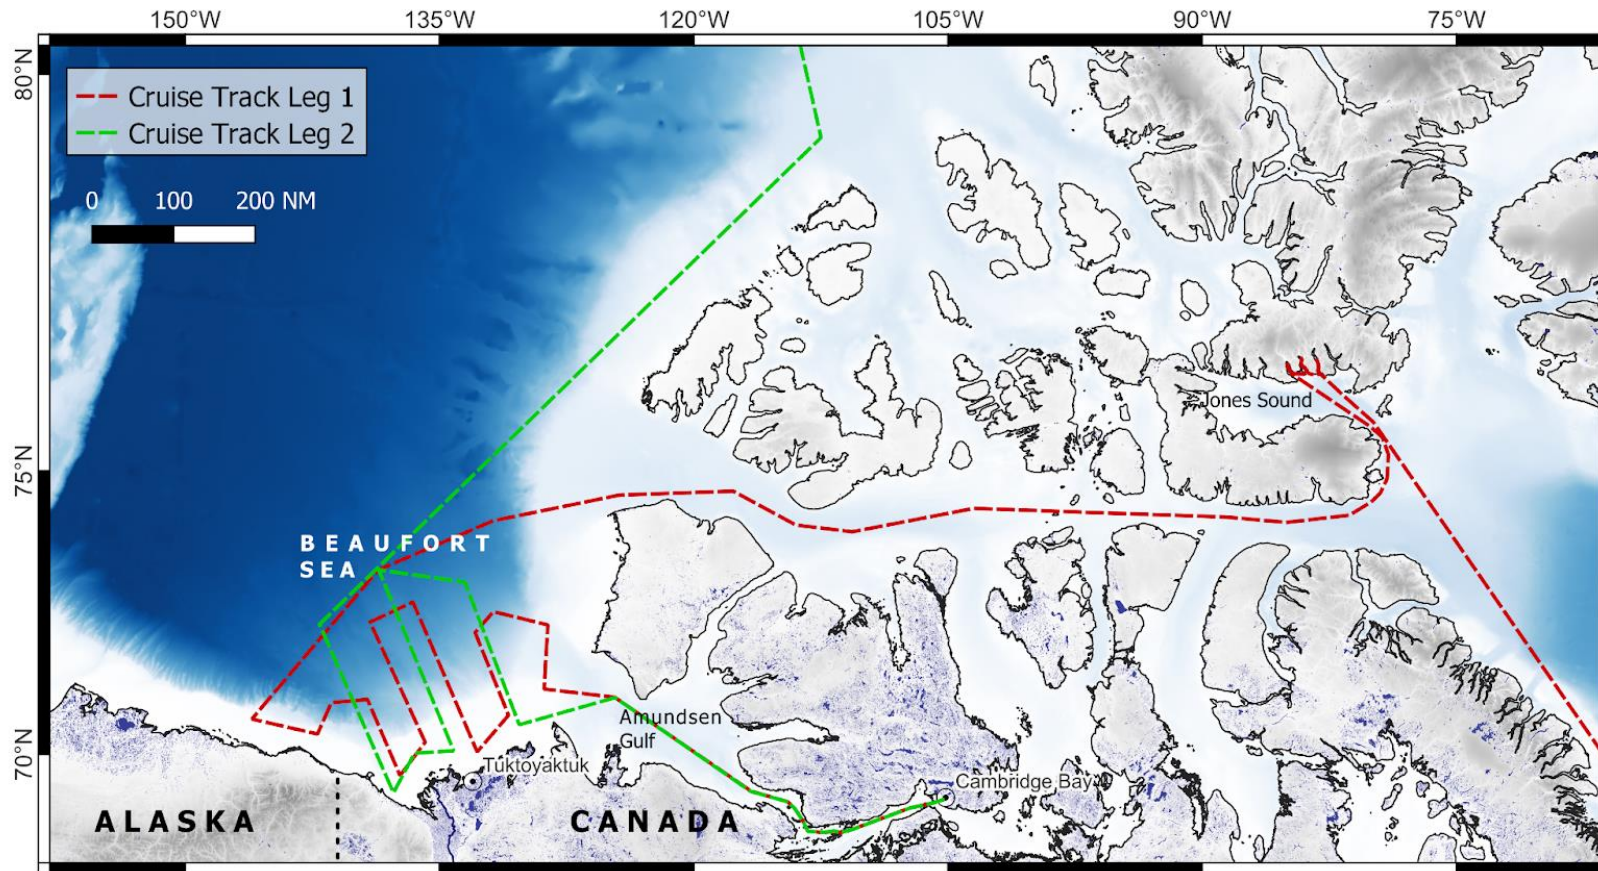 150°W 135°W 120°W 105°W 90°W 75°W
80°N
Cruise Track Leg 1
Cruise Track Leg 2
0 100 200 NM
Jones Sound
75°N
BEAUFORT
SEA
Amundsen
Gulf
70°N
Tuktoyaktuk
Cambridge Bay
ALASKA
CANADA